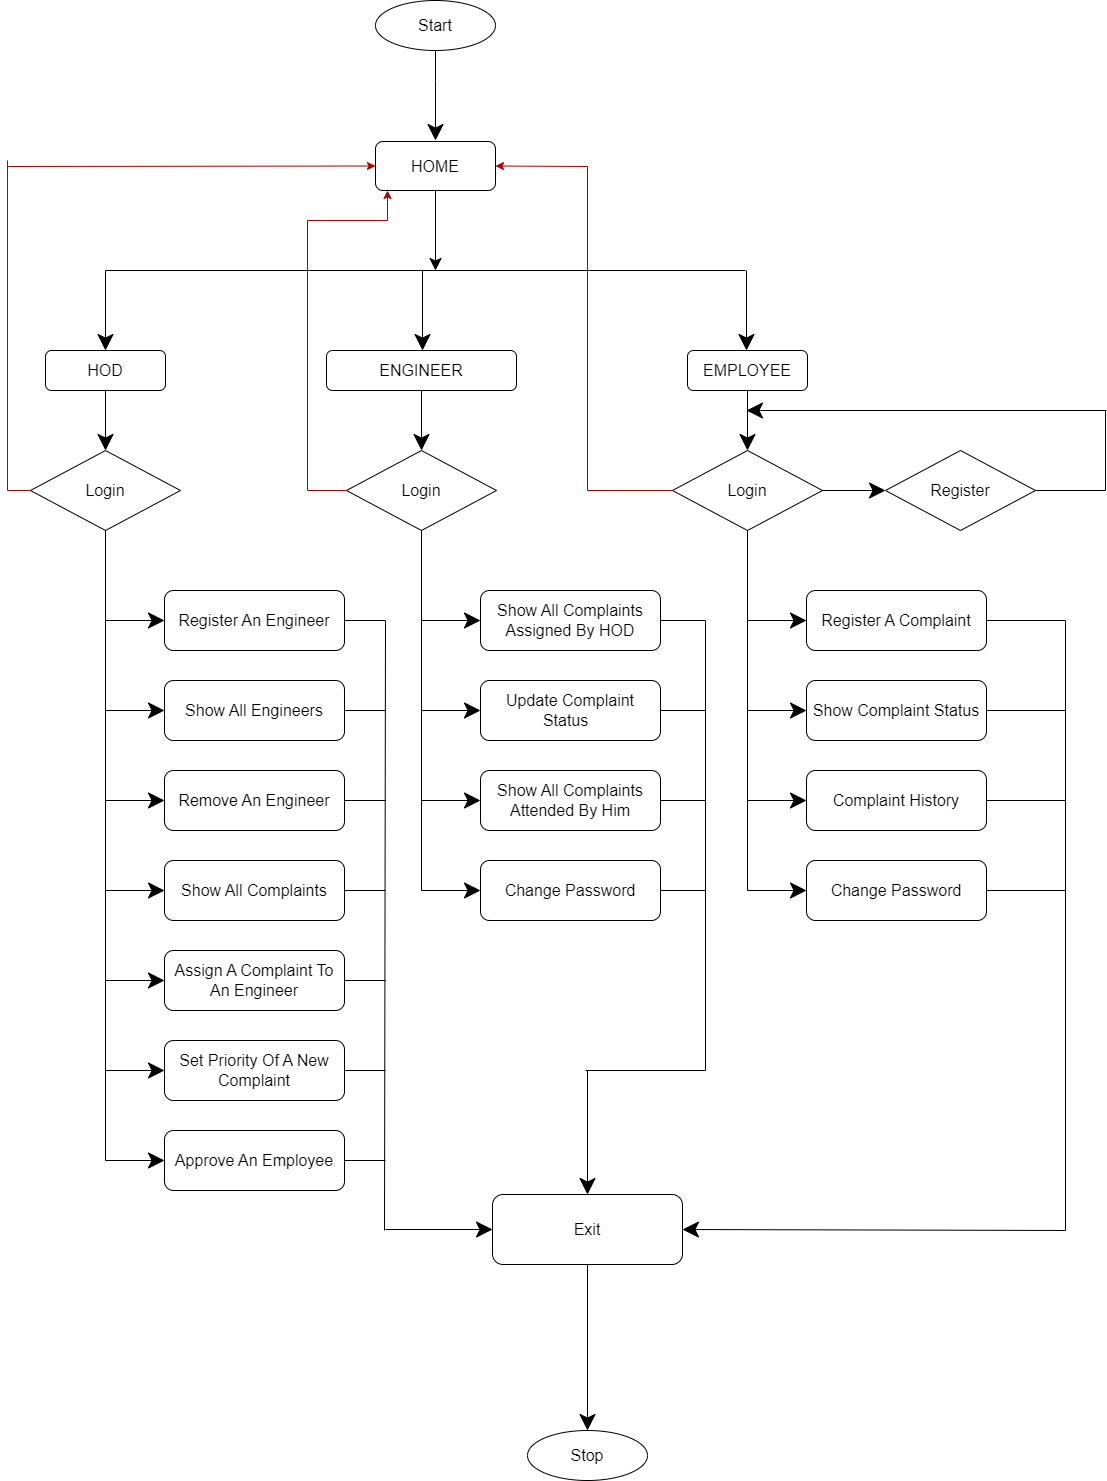 Start
HOME
HOD
ENGINEER
EMPLOYEE
Login
Login
Login
Register
Register An Engineer
Show All Engineers
Remove An Engineer
Show All Complaints
Assign A Complaint To
An Engineer
Set Priority Of A New
Complaint
Approve An Employee
Show All Complaints
Assigned By HOD
Update Complaint
Status
Show All Complaints
Attended By Him
Change Password
Register A Complaint
Show Complaint Status
Complaint History
Change Password
Exit
Stop